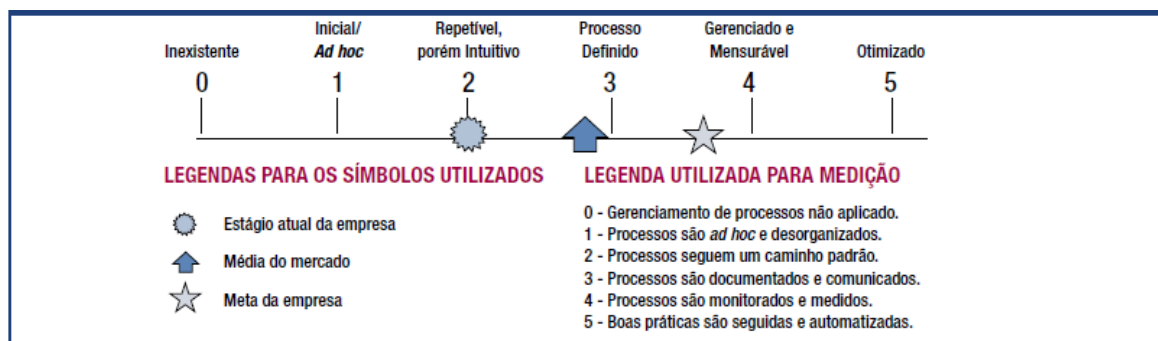 Inexistente
Inicial/
Ad hoc
Repetível,
porém Intuitivo
Processo
Definido
Gerenciado e
Mensurável
Otimizado
0 1 2 3 4 5
LEGENDAS PARA OS SÍMBOLOS UTILIZADOS
Estágio atual da empresa
Média do mercado
Meta da empresa
LEGENDA UTILIZADA PARA MEDIÇÃO
0 - Gerenciamento de processos não aplicado.
1 - Processos são ad hoc e desorganizados.
2 - Processos seguem um caminho padrão.
3 - Processos são documentados e comunicados.
4 - Processos são monitorados e medidos.
5 - Boas práticas são seguidas e automatizadas.